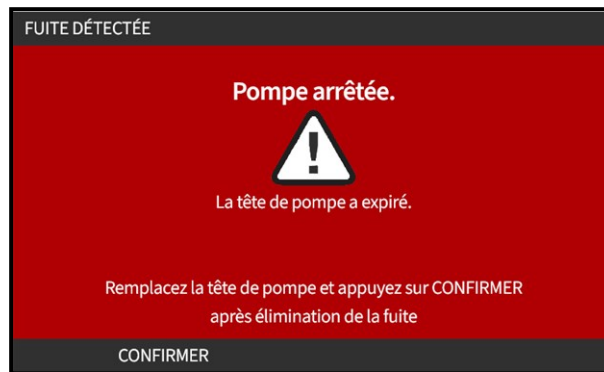 FUITE DÉTECTÉE
Pompe arrêtée.
!
La tête de pompe a expiré.
Remplacez la tête de pompe et appuyez sur CONFIRMER
après élimination de la fuite
CONFIRMER